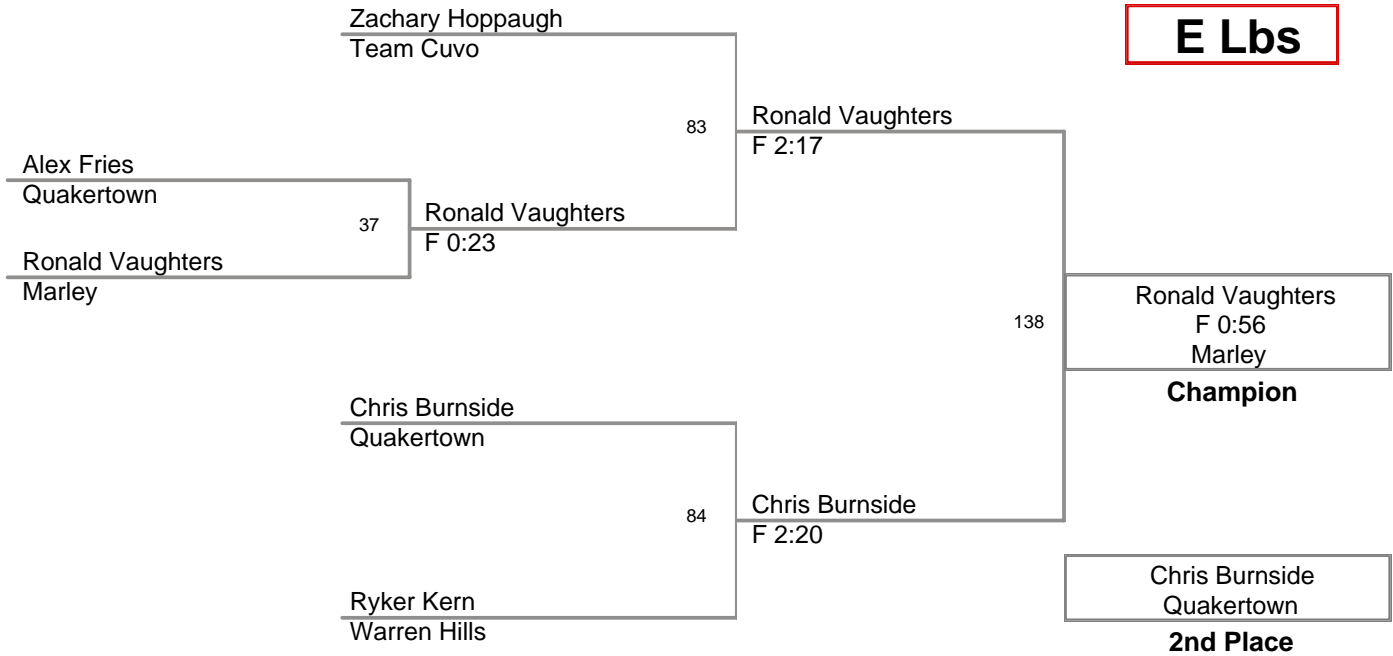 Zachary Hoppaugh
Team Cuvo
E Lbs
83
Ronald Vaughters
F 2:17
Alex Fries
Quakertown
37
Ronald Vaughters
F 0:23
Ronald Vaughters
Marley
138
Ronald Vaughters
F 0:56
Marley
Champion
Chris Burnside
Quakertown
84
Chris Burnside
F 2:20
Ryker Kern
Warren Hills
Chris Burnside
Quakertown
2nd Place